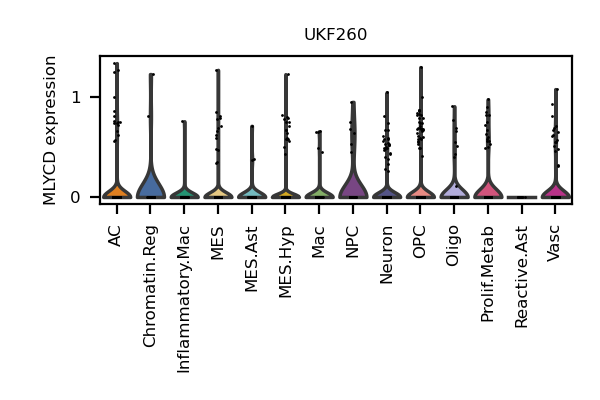 UKF260
MLYCD expression
1
0
AC
Chromatin.Reg
Inflammatory.Mac
MES
MES.Ast
MES.Hyp
Mac
NPC
Neuron
OPC
Oligo
Prolif.Metab
Reactive.Ast
Vasc